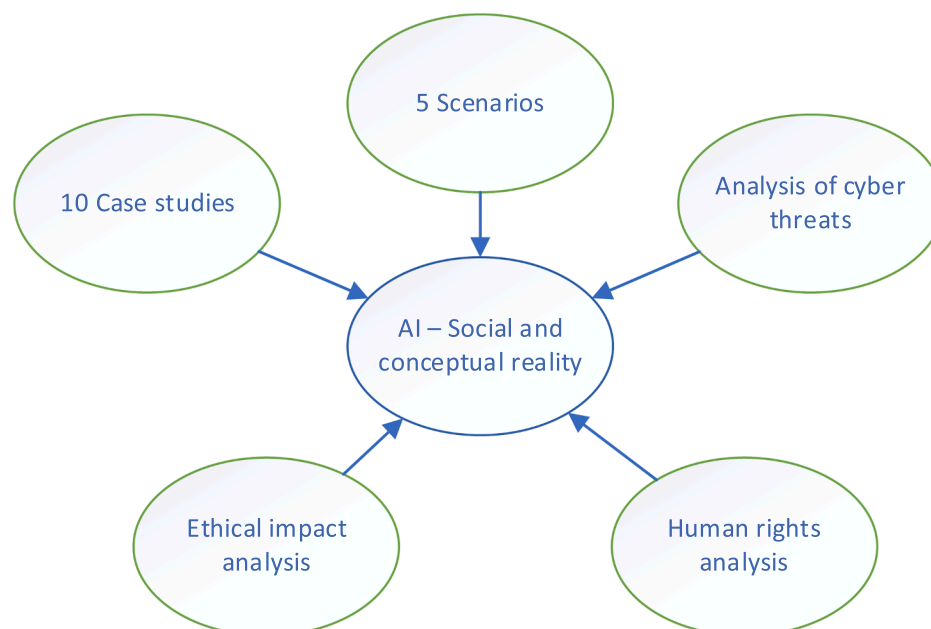 5 Scenarios
10 Case studies
Analysis of cyber
threats
AI – Social and
conceptual reality
Ethical impact
analysis
Human rights
analysis